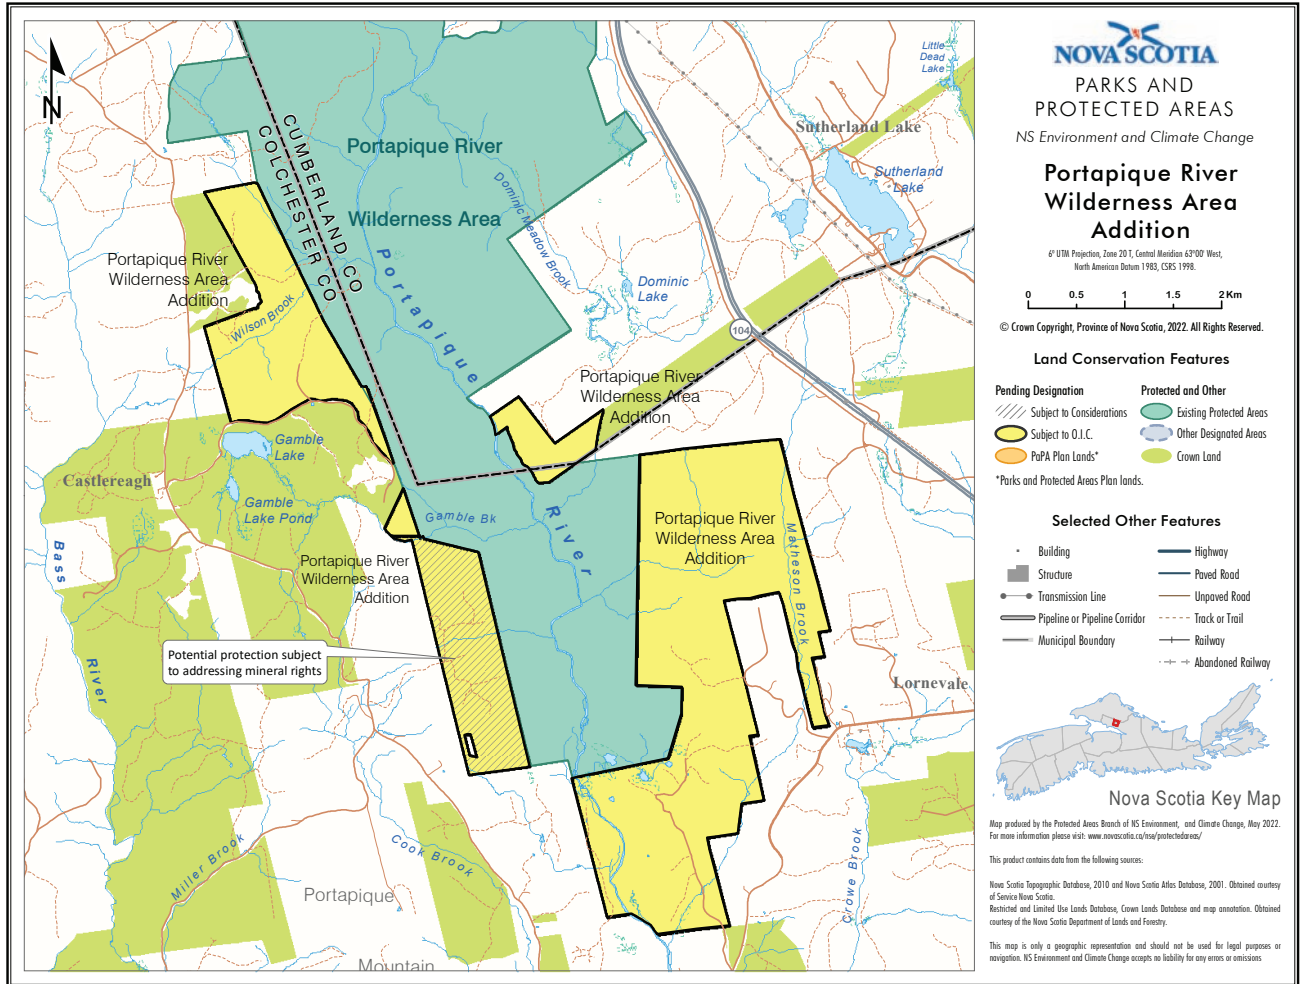 N
Portapique River
Wilderness Area
CUMBERLAND CO
COLCHESTER CO
Portapique River
Wilderness Area
Addition
Wilson Brook
Portapique
River
Dominic Meadow Brook
Dominic
Lake
Little
Dead
Lake
Sutherland Lake
Sutherland
Lake
104
Portapique River
Wilderness Area
Addition
Gamble
Lake
Castlereagh
Gamble
Lake Pond
Gamble Bk
Bass
River
Portapique River
Wilderness Area
Addition
Portapique River
Wilderness Area
Addition
Matheson Brook
Potential protection subject
to addressing mineral rights
Lornevale
Miller Brook
Cook Brook
Crowe Brook
Portapique
Mountain
NOVA SCOTIA
PARKS AND
PROTECTED AREAS
NS Environment and Climate Change
Portapique River
Wilderness Area
Addition
6° UTM Projection, Zone 20 T, Central Meridian 63°00' West,
North American Datum 1983, CSRS 1998.
0 0.5 1 1.5 2 Km
© Crown Copyright, Province of Nova Scotia, 2022. All Rights Reserved.
Land Conservation Features
Pending Designation
Subject to Considerations
Subject to O.I.C.
PaPA Plan Lands*
Protected and Other
Existing Protected Areas
Other Designated Areas
Crown Land
*Parks and Protected Areas Plan lands.
Selected Other Features
Building
Structure
Transmission Line
Pipeline or Pipeline Corridor
Municipal Boundary
Highway
Paved Road
Unpaved Road
Track or Trail
Railway
Abandoned Railway
Nova Scotia Key Map
Map produced by the Protected Areas Branch of NS Environment, and Climate Change, May 2022.
For more information please visit: www.novascotia.ca/nse/protectedareas/
This product contains data from the following sources:
Nova Scotia Topographic Database, 2010 and Nova Scotia Atlas Database, 2001. Obtained courtesy
of Service Nova Scotia.
Restricted and Limited Use Lands Database, Crown Lands Database and map annotation. Obtained
courtesy of the Nova Scotia Department of Lands and Forestry.
This map is only a geographic representation and should not be used for legal purposes or
navigation. NS Environment and Climate Change accepts no liability for any errors or omissions